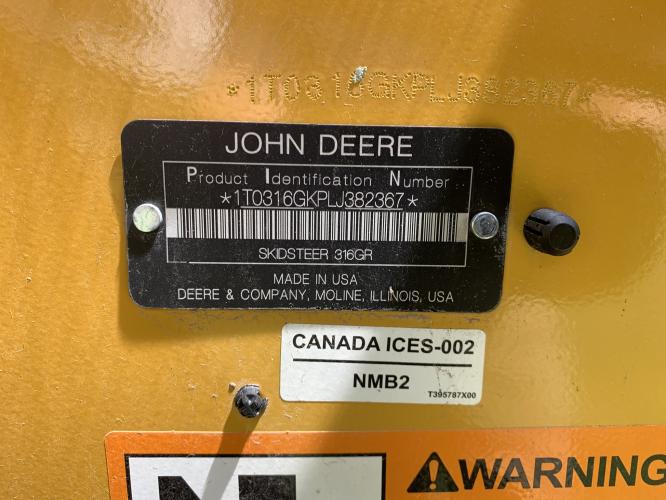 *1T0316GKPLJ382367*
JOHN DEERE
Product Identification Number
*1T0316GKPLJ382367*
SKIDSTEER 316GR
MADE IN USA
DEERE & COMPANY, MOLINE, ILLINOIS, USA
CANADA ICES-002
NMB2
T395787X00
WARNING